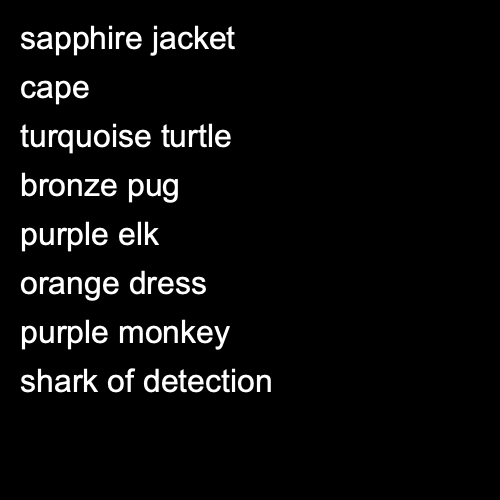 sapphire jacket
cape
turquoise turtle
bronze pug
purple elk
orange dress
purple monkey
shark of detection